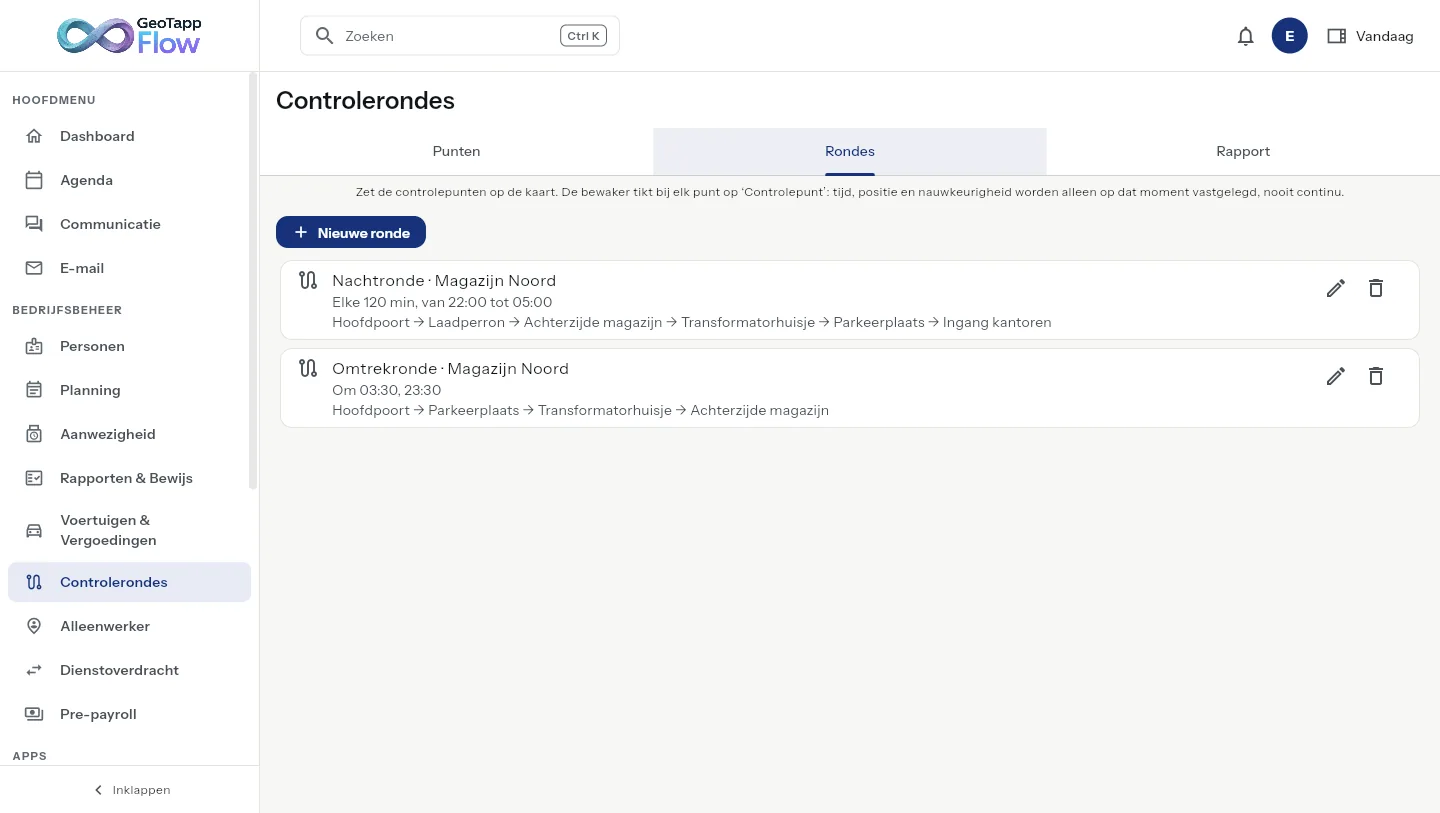 GeoTapp
Flow
Zoeken
Ctrl K
E
Vandaag
HOOFDMENU
Dashboard
Agenda
Communicatie
E-mail
BEDRIJFSBEHEER
Personen
Planning
Aanwezigheid
Rapporten & Bewijs
Voertuigen &
Vergoedingen
Controlerondes
Alleenwerker
Dienstoverdracht
Pre-payroll
APPS
Inklappen
Controlerondes
Punten
Rondes
Rapport
Zet de controlepunten op de kaart. De bewaker tikt bij elk punt op ‘Controlepunt’: tijd, positie en nauwkeurigheid worden alleen op dat moment vastgelegd, nooit continu.
+ Nieuwe ronde
Nachtronde · Magazijn Noord
Elke 120 min, van 22:00 tot 05:00
Hoofdpoort → Laadperron → Achterzijde magazijn → Transformatorhuisje → Parkeerplaats → Ingang kantoren
Omtrekronde · Magazijn Noord
Om 03:30, 23:30
Hoofdpoort → Parkeerplaats → Transformatorhuisje → Achterzijde magazijn